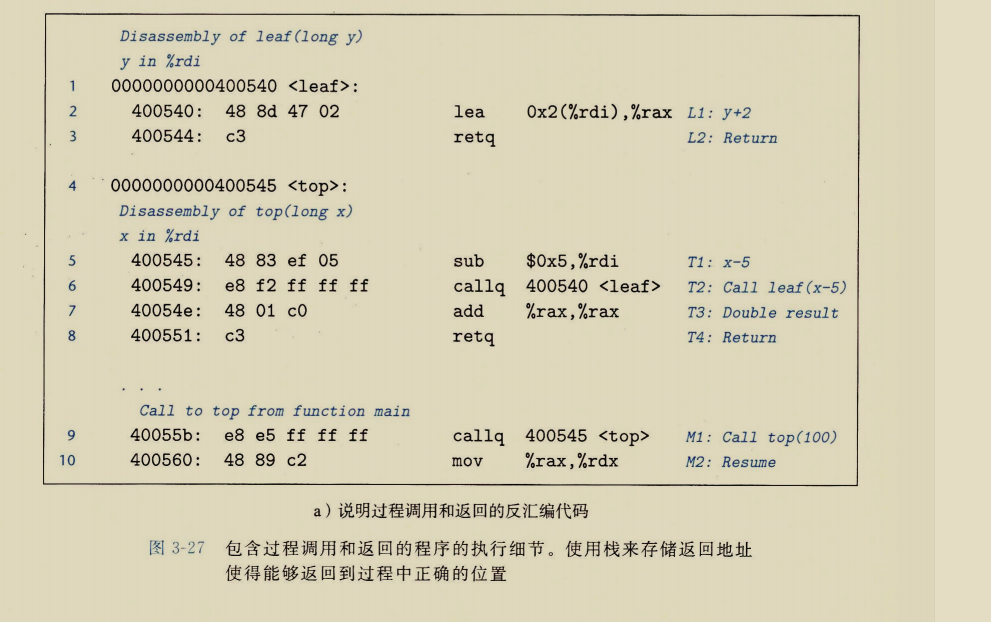 Disassembly of leaf(long y)
y in %rdi
1 0000000000400540 <leaf>:
2 400540: 48 8d 47 02 lea 0x2(%rdi),%rax L1: y+2
3 400544: c3 retq L2: Return
4 0000000000400545 <top>:
Disassembly of top(long x)
x in %rdi
5 400545: 48 83 ef 05 sub $0x5,%rdi T1: x-5
6 400549: e8 f2 ff ff ff callq 400540 <leaf> T2: Call leaf(x-5)
7 40054e: 48 01 c0 add %rax,%rax T3: Double result
8 400551: c3 retq T4: Return
. . .
Call to top from function main
9 40055b: e8 e5 ff ff ff callq 400545 <top> M1: Call top(100)
10 400560: 48 89 c2 mov %rax,%rdx M2: Resume
a）说明过程调用和返回的反汇编代码
图 3-27 包含过程调用和返回的程序的执行细节。使用栈来存储返回地址
使得能够返回到过程中正确的位置